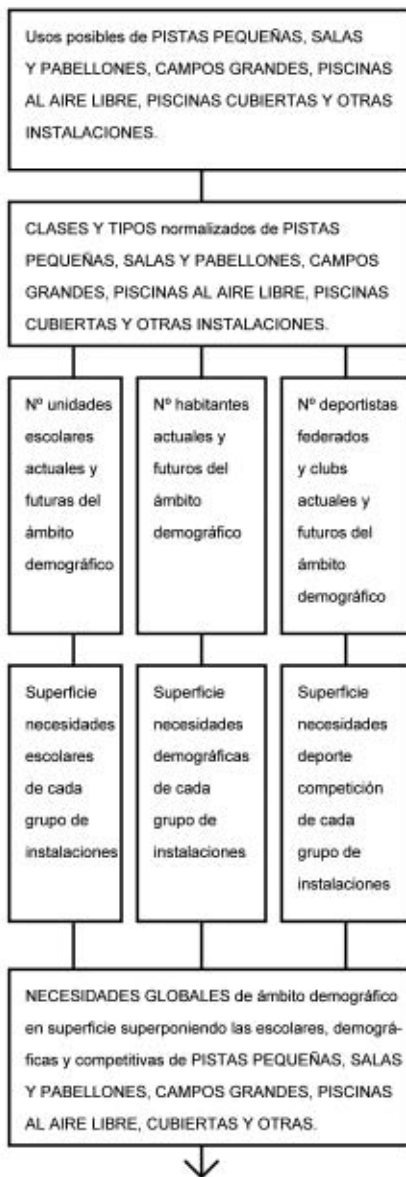 Usos posibles de PISTAS PEQUEÑAS, SALAS
Y PABELLONES, CAMPOS GRANDES, PISCINAS
AL AIRE LIBRE, PISCINAS CUBIERTAS Y OTRAS
INSTALACIONES.
CLASES Y TIPOS normalizados de PISTAS
PEQUEÑAS, SALAS Y PABELLONES, CAMPOS
GRANDES, PISCINAS AL AIRE LIBRE, PISCINAS
CUBIERTAS Y OTRAS INSTALACIONES.
Nº unidades
escolares
actuales y
futuras del
ámbito
demográfico
Nº habitantes
actuales y
futuros del
ámbito
demográfico
Nº deportistas
federados
y clubs
actuales y
futuros del
ámbito
demográfico
Superficie
necesidades
escolares
de cada
grupo de
instalaciones
Superficie
necesidades
demográficas
de cada
grupo de
instalaciones
Superficie
necesidades
deporte
competición
de cada
grupo de
instalaciones
NECESIDADES GLOBALES de ámbito demográfico
en superficie superponiendo las escolares, demográ-
ficas y competitivas de PISTAS PEQUEÑAS, SALAS
Y PABELLONES, CAMPOS GRANDES, PISCINAS
AL AIRE LIBRE, CUBIERTAS Y OTRAS.